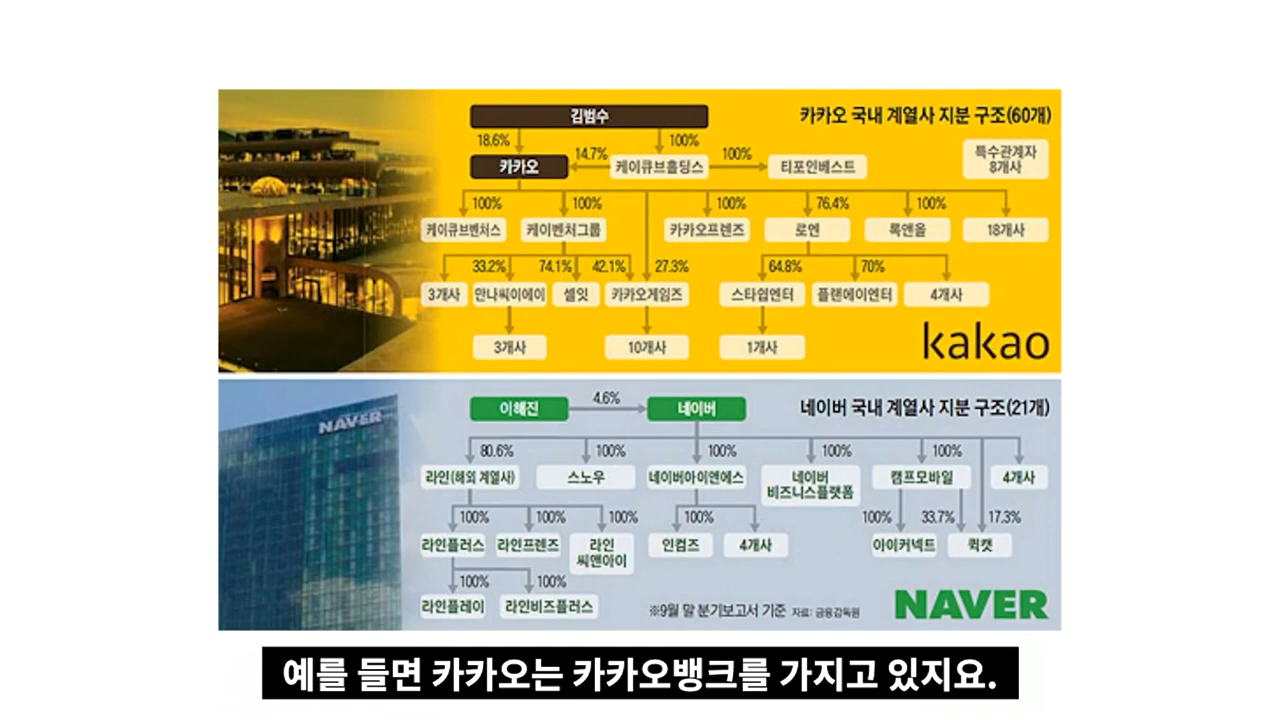 카카오 국내 계열사 지분 구조(60개)
김범수
18.6%
100%
카카오
14.7%
케이큐브홀딩스
100%
티포인베스트
특수관계자
8개사
100%
100%
100%
76.4%
100%
케이큐브벤처스
케이벤처그룹
카카오프렌즈
로엔
록앤올
18개사
33.2%
74.1%
42.1%
27.3%
64.8%
70%
3개사
만나씨이에이
셀잇
카카오게임즈
스타쉽엔터
플랜에이엔터
4개사
3개사
10개사
1개사
kakao
네이버 국내 계열사 지분 구조(21개)
NAVER
이해진
4.6%
네이버
80.6%
100%
100%
100%
100%
라인(해외 계열사)
스노우
네이버아이앤에스
네이버
비즈니스플랫폼
캠프모바일
4개사
100%
100%
100%
100%
100%
33.7%
17.3%
라인플러스
라인프렌즈
라인
씨앤아이
인컴즈
4개사
아이커넥트
퀵캣
100%
100%
라인플레이
라인비즈플러스
※9월 말 분기보고서 기준 자료: 금융감독원
NAVER
예를 들면 카카오는 카카오뱅크를 가지고 있지요.